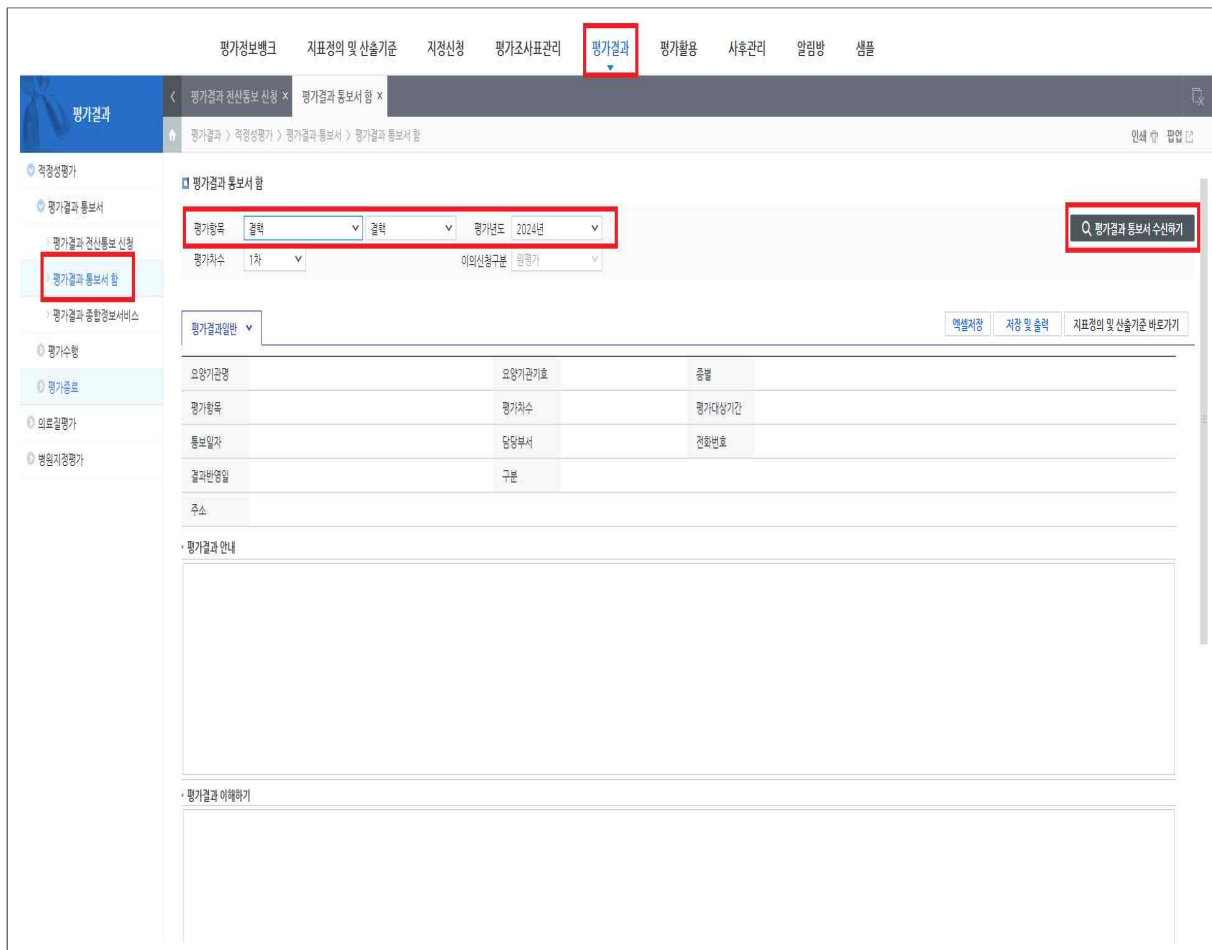 평가정보뱅크 지표정의 및 산출기준 지정신청 평가조사표관리 평가결과 평가활용 사후관리 알림방 샘플
평가결과
평가결과 전산통보 신청 × 평가결과 통보서 함 ×
평가결과 > 적정성평가 > 평가결과 통보서 > 평가결과 통보서 함 인쇄 팝업
적정성평가
평가결과 통보서
평가결과 전산통보 신청
평가결과 통보서 함
평가결과 종합정보서비스
평가수행
평가종료
의료질평가
병원지정평가
평가결과 통보서 함
평가항목 결핵 결핵 평가년도 2024년
평가결과 통보서 수신하기
평가차수 1차 이의신청구분 원평가
평가결과일반 엑셀저장 저장 및 출력 지표정의 및 산출기준 바로가기
요양기관명 요양기관기호 종별
평가항목 평가차수 평가대상기간
통보일자 담당부서 전화번호
결과반영일 구분
주소
평가결과 안내
평가결과 이해하기